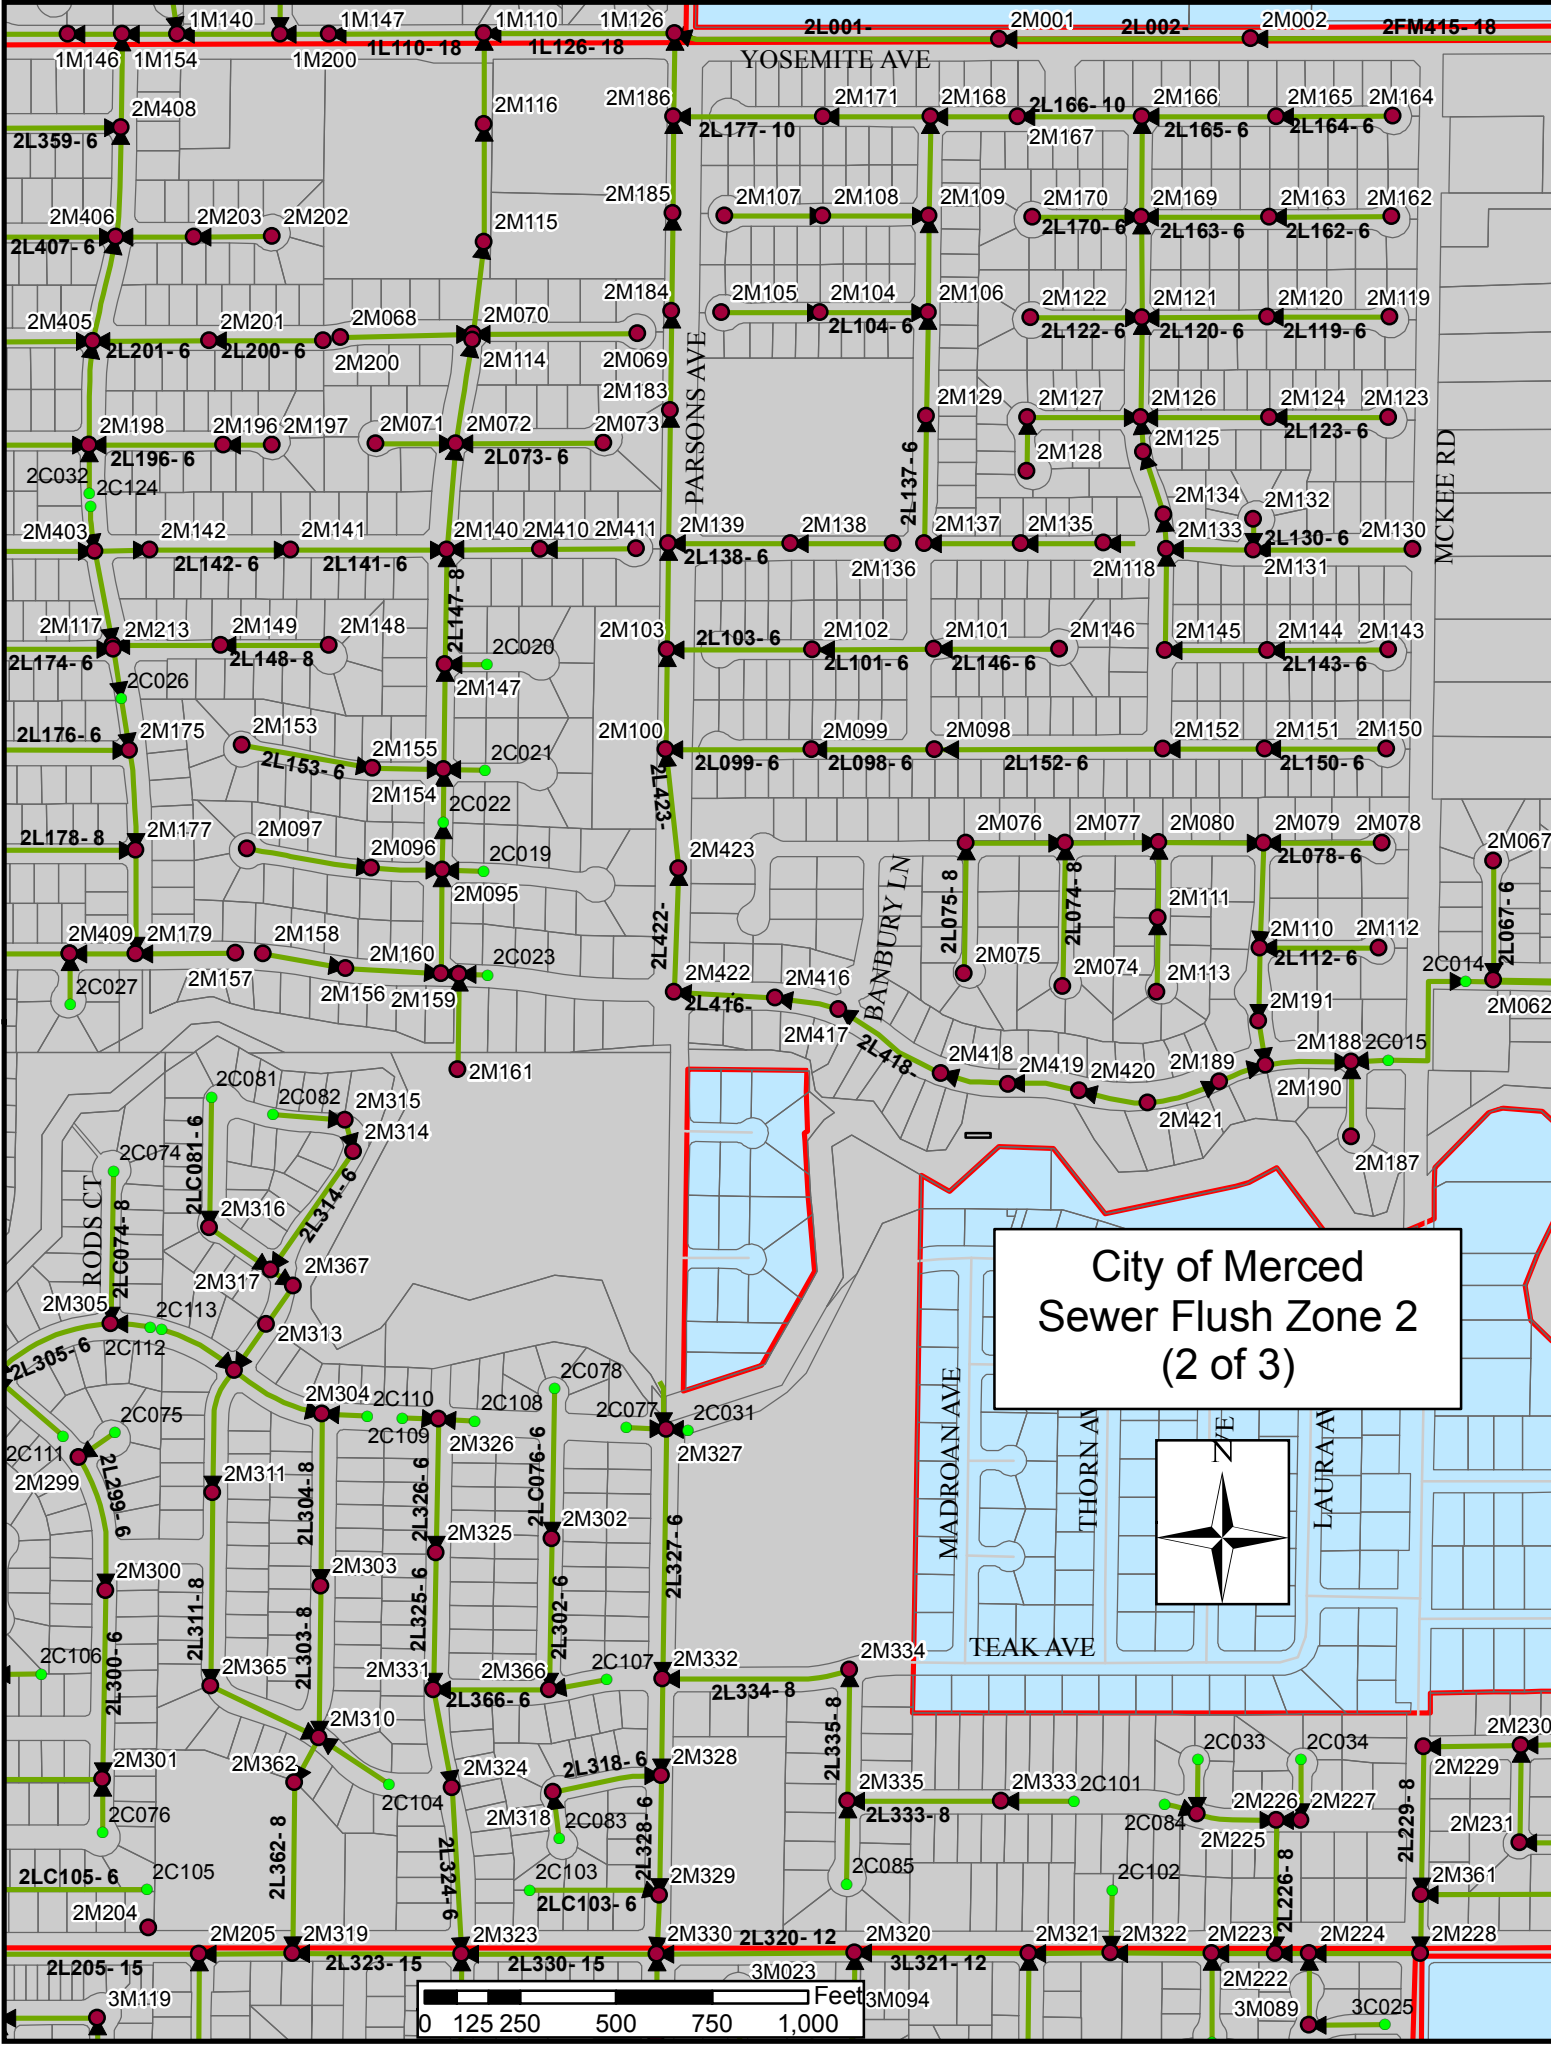 1M140
1M147
1M110
1M126
2L001-
2M001
2L002-
2M002
2FM415- 18
1M146
1M154
1M200
1L110- 18
1L126- 18
YOSEMITE AVE
2M408
2M116
2M186
2M171
2M168
2L166- 10
2M166
2M165
2M164
2L359- 6
2L177- 10
2M167
2L165- 6
2L164- 6
2M406
2M203
2M202
2M115
2M185
2M107
2M108
2M109
2M170
2M169
2M163
2M162
2L407- 6
2L170- 6
2L163- 6
2L162- 6
2M405
2M201
2M068
2M070
2M184
2M105
2M104
2M106
2M122
2M121
2M120
2M119
2L201- 6
2L200- 6
2M200
2M114
2M069
2L104- 6
2L122- 6
2L120- 6
2L119- 6
PARSONS AVE
2M183
2M129
2M127
2M126
2M124
2M123
2M198
2M196
2M197
2M071
2M072
2M073
2M125
2L123- 6
2L196- 6
2L073- 6
2M128
2L137- 6
MCKEE RD
2C032
2C124
2M134
2M132
2M403
2M142
2M141
2M140
2M410
2M411
2M139
2M138
2M137
2M135
2M133
2L130- 6
2M130
2L142- 6
2L141- 6
2L138- 6
2M136
2M118
2M131
2L147- 8
2M117
2M213
2M149
2M148
2M103
2L103- 6
2M102
2M101
2M146
2M145
2M144
2M143
2L174- 6
2L148- 8
2C020
2L101- 6
2L146- 6
2L143- 6
2C026
2M147
2L176- 6
2M175
2M153
2M155
2C021
2M100
2M099
2M098
2M152
2M151
2M150
2L153- 6
2M154
2L423-
2L099- 6
2L098- 6
2L152- 6
2L150- 6
2C022
2L178- 8
2M177
2M097
2M096
2C019
2M423
2M076
2M077
2M080
2M079
2M078
2M067
2M095
2L078- 6
BANBURY LN
2L075- 8
2L074- 8
2M111
2L067- 6
2M409
2M179
2M158
2M160
2C023
2L422-
2M075
2M074
2M113
2M110
2M112
2L112- 6
2C014
2M157
2M156
2M159
2M422
2M416
2M062
2C027
2L416-
2M417
2M191
2L418-
2M418
2M419
2M420
2M189
2M188
2C015
2M161
2M190
2M421
2M187
2C081
2C082
2M315
2M314
2C074
2LC081- 6
2L314- 6
2M316
RODS CT
2LC074- 8
2M317
2M367
2M305
2C113
2M313
2C112
2L305- 6
City of Merced
Sewer Flush Zone 2
(2 of 3)
2M304
2C110
2C108
2C078
2C077
2C031
2C075
2C109
2M326
2M327
2C111
2M299
2L299- 6
2M311
2L304- 8
2L326- 6
2LC076- 6
MADROAN AVE
THORN AV
VE
N
LAURA AV
2M325
2M302
2L327- 6
2M300
2M303
2L311- 8
2L325- 6
2L302- 6
2C106
2L300- 6
2M365
2L303- 8
2M331
2M366
2C107
2M332
2M334
TEAK AVE
2L366- 6
2L334- 8
2M310
2L335- 8
2M301
2M362
2M324
2L318- 6
2M328
2C033
2C034
2M230
2M229
2C104
2M335
2M333
2C101
2C076
2M318
2C083
2L328- 6
2L333- 8
2C084
2M226
2M227
2M225
2L229- 8
2M231
2LC105- 6
2C105
2L362- 8
2L324- 6
2C103
2M329
2C085
2C102
2L226- 8
2M361
2LC103- 6
2M204
2M205
2M319
2M323
2M330
2L320- 12
2M320
2M321
2M322
2M223
2M224
2M228
2L205- 15
2L323- 15
2L330- 15
3M023
3L321- 12
2M222
3M119
Feet
3M094
3M089
3C025
0 125 250 500 750 1,000